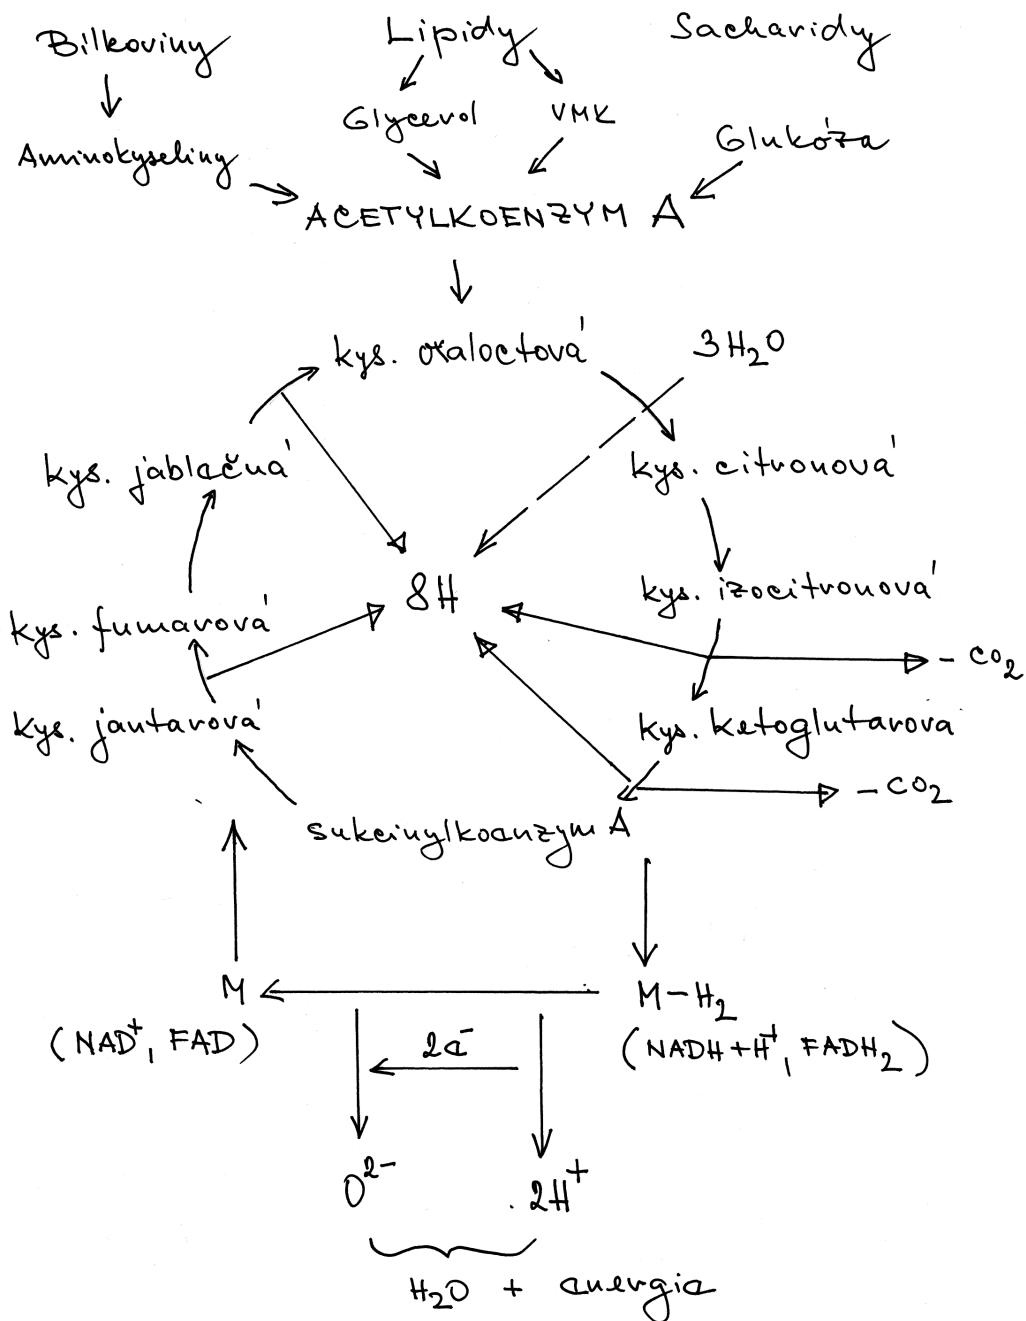 Bílkoviny
Lipidy
Sacharidy
Glycerol
VMK
Glukóza
Aminokyseliny
ACETYLKOENZYM A
kys. oxaloctová
3H₂O
kys. jablečná
kys. citronová
8H
kys. izocitronová
kys. fumarová
- CO₂
kys. jantarová
kys. ketoglutarova
- CO₂
sukcinylkoenzym A
M
M-H₂
(NAD⁺, FAD)
2e⁻
(NADH+H⁺, FADH₂)
O²⁻
2H⁺
H₂O + energie